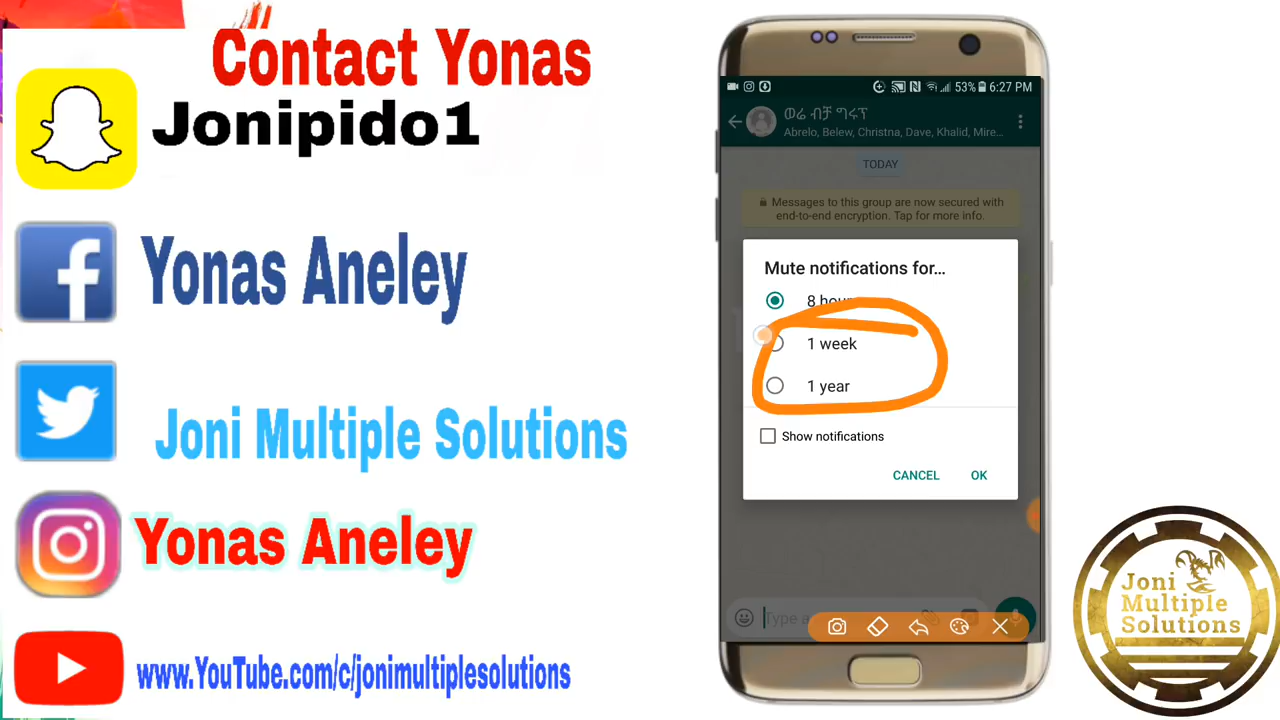 Contact Yonas
Jonipido1
Yonas Aneley
Joni Multiple Solutions
Yonas Aneley
www.YouTube.com/c/jonimultiplesolutions
53% 6:27 PM
ወሬ ብቻ ግሩፕ
Abrelo, Belew, Christna, Dave, Khalid, Mire...
TODAY
Messages to this group are now secured with
end-to-end encryption. Tap for more info.
Mute notifications for...
8 hours
1 week
1 year
Show notifications
CANCEL OK
Type a
Joni
Multiple
Solutions